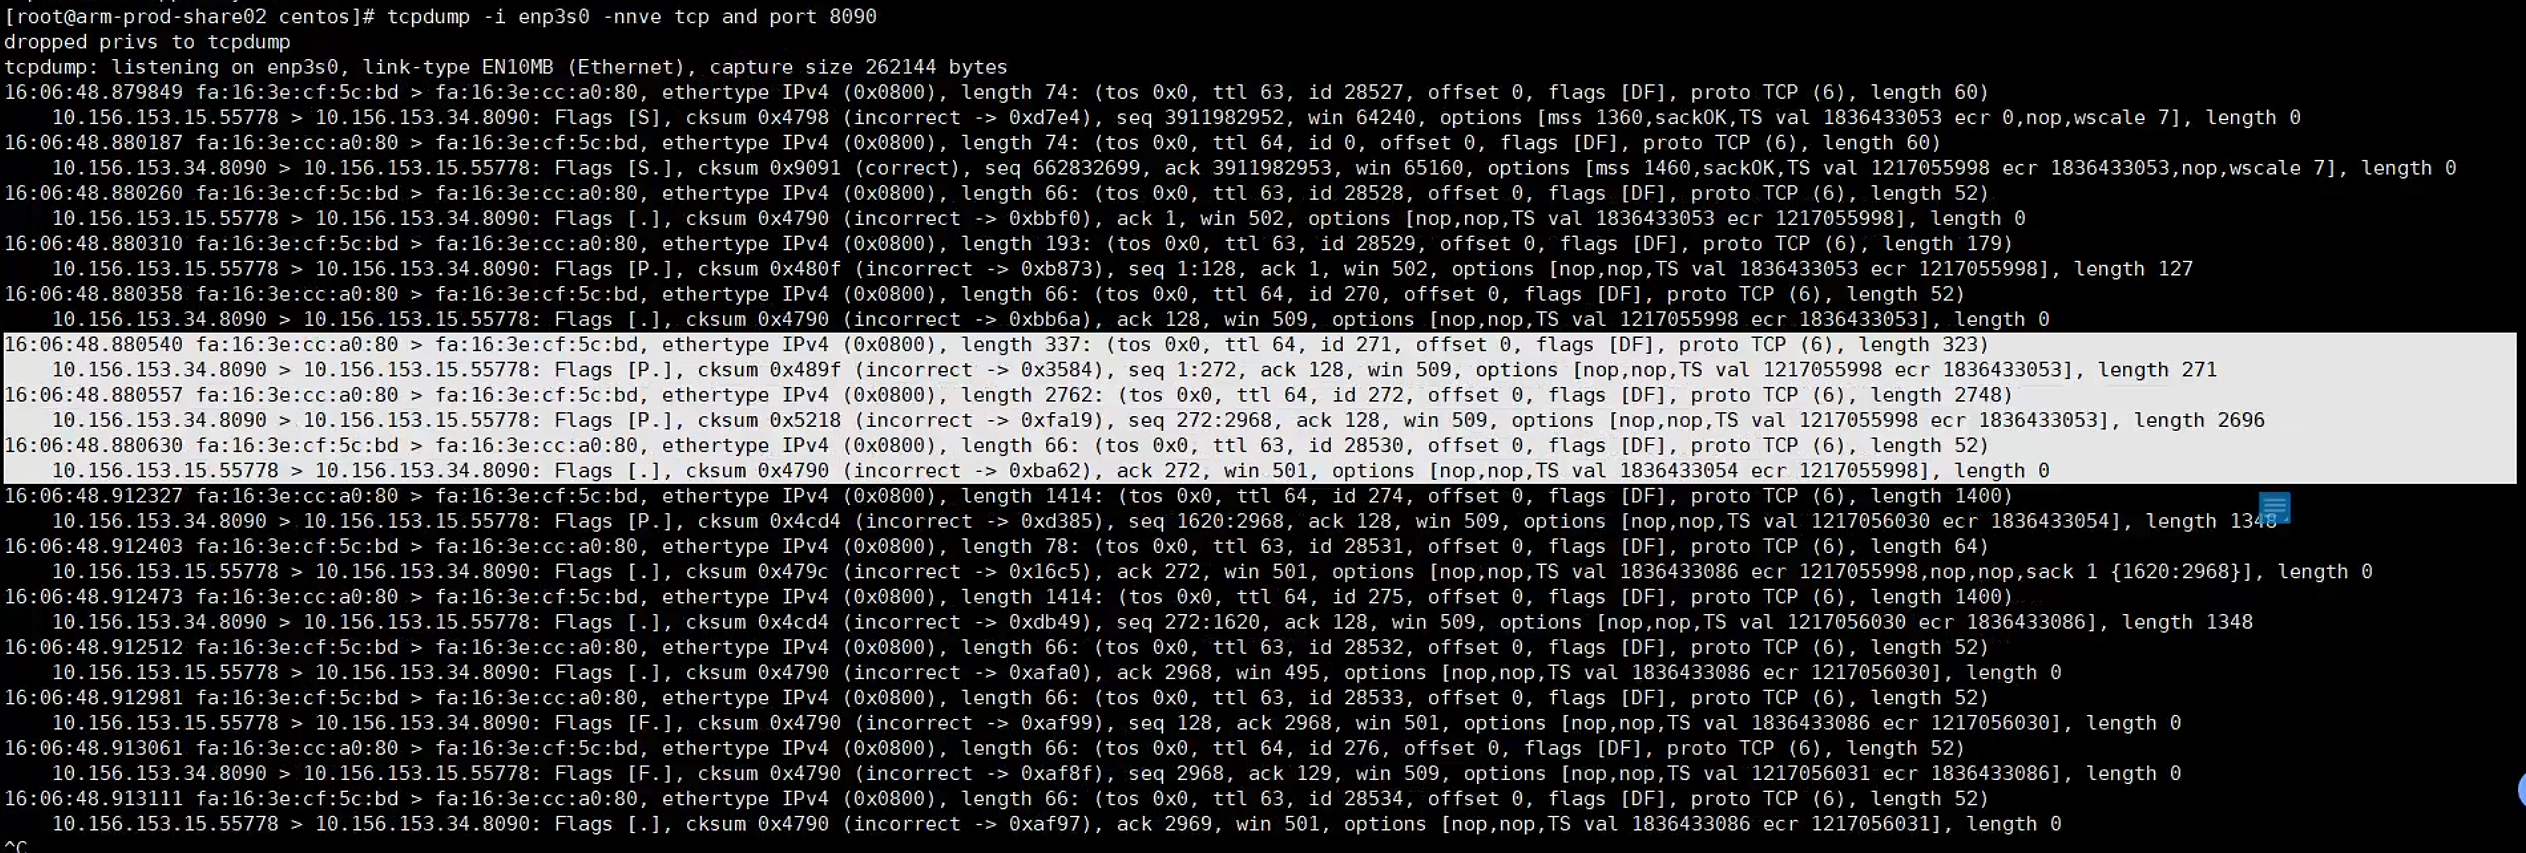 [root@arm-prod-share02 centos]# tcpdump -i enp3s0 -nnve tcp and port 8090
dropped privs to tcpdump
tcpdump: listening on enp3s0, link-type EN10MB (Ethernet), capture size 262144 bytes
16:06:48.879849 fa:16:3e:cf:5c:bd > fa:16:3e:cc:a0:80, ethertype IPv4 (0x0800), length 74: (tos 0x0, ttl 63, id 28527, offset 0, flags [DF], proto TCP (6), length 60)
10.156.153.15.55778 > 10.156.153.34.8090: Flags [S], cksum 0x4798 (incorrect -> 0xd7e4), seq 3911982952, win 64240, options [mss 1360,sackOK,TS val 1836433053 ecr 0,nop,wscale 7], length 0
16:06:48.880187 fa:16:3e:cc:a0:80 > fa:16:3e:cf:5c:bd, ethertype IPv4 (0x0800), length 74: (tos 0x0, ttl 64, id 0, offset 0, flags [DF], proto TCP (6), length 60)
10.156.153.34.8090 > 10.156.153.15.55778: Flags [S.], cksum 0x9091 (correct), seq 662832699, ack 3911982953, win 65160, options [mss 1460,sackOK,TS val 1217055998 ecr 1836433053,nop,wscale 7], length 0
16:06:48.880260 fa:16:3e:cf:5c:bd > fa:16:3e:cc:a0:80, ethertype IPv4 (0x0800), length 66: (tos 0x0, ttl 63, id 28528, offset 0, flags [DF], proto TCP (6), length 52)
10.156.153.15.55778 > 10.156.153.34.8090: Flags [.], cksum 0x4790 (incorrect -> 0xbbf0), ack 1, win 502, options [nop,nop,TS val 1836433053 ecr 1217055998], length 0
16:06:48.880310 fa:16:3e:cf:5c:bd > fa:16:3e:cc:a0:80, ethertype IPv4 (0x0800), length 193: (tos 0x0, ttl 63, id 28529, offset 0, flags [DF], proto TCP (6), length 179)
10.156.153.15.55778 > 10.156.153.34.8090: Flags [P.], cksum 0x480f (incorrect -> 0xb873), seq 1:128, ack 1, win 502, options [nop,nop,TS val 1836433053 ecr 1217055998], length 127
16:06:48.880358 fa:16:3e:cc:a0:80 > fa:16:3e:cf:5c:bd, ethertype IPv4 (0x0800), length 66: (tos 0x0, ttl 64, id 270, offset 0, flags [DF], proto TCP (6), length 52)
10.156.153.34.8090 > 10.156.153.15.55778: Flags [.], cksum 0x4790 (incorrect -> 0xbb6a), ack 128, win 509, options [nop,nop,TS val 1217055998 ecr 1836433053], length 0
16:06:48.880540 fa:16:3e:cc:a0:80 > fa:16:3e:cf:5c:bd, ethertype IPv4 (0x0800), length 337: (tos 0x0, ttl 64, id 271, offset 0, flags [DF], proto TCP (6), length 323)
10.156.153.34.8090 > 10.156.153.15.55778: Flags [P.], cksum 0x489f (incorrect -> 0x3584), seq 1:272, ack 128, win 509, options [nop,nop,TS val 1217055998 ecr 1836433053], length 271
16:06:48.880557 fa:16:3e:cc:a0:80 > fa:16:3e:cf:5c:bd, ethertype IPv4 (0x0800), length 2762: (tos 0x0, ttl 64, id 272, offset 0, flags [DF], proto TCP (6), length 2748)
10.156.153.34.8090 > 10.156.153.15.55778: Flags [P.], cksum 0x5218 (incorrect -> 0xfa19), seq 272:2968, ack 128, win 509, options [nop,nop,TS val 1217055998 ecr 1836433053], length 2696
16:06:48.880630 fa:16:3e:cf:5c:bd > fa:16:3e:cc:a0:80, ethertype IPv4 (0x0800), length 66: (tos 0x0, ttl 63, id 28530, offset 0, flags [DF], proto TCP (6), length 52)
10.156.153.15.55778 > 10.156.153.34.8090: Flags [.], cksum 0x4790 (incorrect -> 0xba62), ack 272, win 501, options [nop,nop,TS val 1836433054 ecr 1217055998], length 0
16:06:48.912327 fa:16:3e:cc:a0:80 > fa:16:3e:cf:5c:bd, ethertype IPv4 (0x0800), length 1414: (tos 0x0, ttl 64, id 274, offset 0, flags [DF], proto TCP (6), length 1400)
10.156.153.34.8090 > 10.156.153.15.55778: Flags [P.], cksum 0x4cd4 (incorrect -> 0xd385), seq 1620:2968, ack 128, win 509, options [nop,nop,TS val 1217056030 ecr 1836433054], length 1348
16:06:48.912403 fa:16:3e:cf:5c:bd > fa:16:3e:cc:a0:80, ethertype IPv4 (0x0800), length 78: (tos 0x0, ttl 63, id 28531, offset 0, flags [DF], proto TCP (6), length 64)
10.156.153.15.55778 > 10.156.153.34.8090: Flags [.], cksum 0x479c (incorrect -> 0x16c5), ack 272, win 501, options [nop,nop,TS val 1836433086 ecr 1217055998,nop,nop,sack 1 {1620:2968}], length 0
16:06:48.912473 fa:16:3e:cc:a0:80 > fa:16:3e:cf:5c:bd, ethertype IPv4 (0x0800), length 1414: (tos 0x0, ttl 64, id 275, offset 0, flags [DF], proto TCP (6), length 1400)
10.156.153.34.8090 > 10.156.153.15.55778: Flags [.], cksum 0x4cd4 (incorrect -> 0xdb49), seq 272:1620, ack 128, win 509, options [nop,nop,TS val 1217056030 ecr 1836433086], length 1348
16:06:48.912512 fa:16:3e:cf:5c:bd > fa:16:3e:cc:a0:80, ethertype IPv4 (0x0800), length 66: (tos 0x0, ttl 63, id 28532, offset 0, flags [DF], proto TCP (6), length 52)
10.156.153.15.55778 > 10.156.153.34.8090: Flags [.], cksum 0x4790 (incorrect -> 0xafa0), ack 2968, win 495, options [nop,nop,TS val 1836433086 ecr 1217056030], length 0
16:06:48.912981 fa:16:3e:cf:5c:bd > fa:16:3e:cc:a0:80, ethertype IPv4 (0x0800), length 66: (tos 0x0, ttl 63, id 28533, offset 0, flags [DF], proto TCP (6), length 52)
10.156.153.15.55778 > 10.156.153.34.8090: Flags [F.], cksum 0x4790 (incorrect -> 0xaf99), seq 128, ack 2968, win 501, options [nop,nop,TS val 1836433086 ecr 1217056030], length 0
16:06:48.913061 fa:16:3e:cc:a0:80 > fa:16:3e:cf:5c:bd, ethertype IPv4 (0x0800), length 66: (tos 0x0, ttl 64, id 276, offset 0, flags [DF], proto TCP (6), length 52)
10.156.153.34.8090 > 10.156.153.15.55778: Flags [F.], cksum 0x4790 (incorrect -> 0xaf8f), seq 2968, ack 129, win 509, options [nop,nop,TS val 1217056031 ecr 1836433086], length 0
16:06:48.913111 fa:16:3e:cf:5c:bd > fa:16:3e:cc:a0:80, ethertype IPv4 (0x0800), length 66: (tos 0x0, ttl 63, id 28534, offset 0, flags [DF], proto TCP (6), length 52)
10.156.153.15.55778 > 10.156.153.34.8090: Flags [.], cksum 0x4790 (incorrect -> 0xaf97), ack 2969, win 501, options [nop,nop,TS val 1836433086 ecr 1217056031], length 0
^C